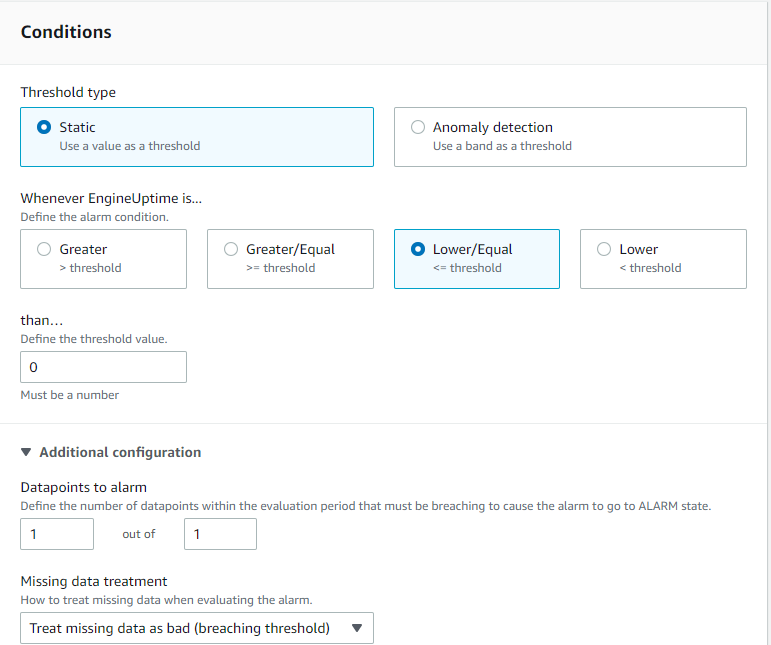 Conditions
Threshold type
Static
Use a value as a threshold
Anomaly detection
Use a band as a threshold
Whenever EngineUptime is...
Define the alarm condition.
Greater
> threshold
Greater/Equal
>= threshold
Lower/Equal
<= threshold
Lower
< threshold
than...
Define the threshold value.
0
Must be a number
Additional configuration
Datapoints to alarm
Define the number of datapoints within the evaluation period that must be breaching to cause the alarm to go to ALARM state.
1 out of 1
Missing data treatment
How to treat missing data when evaluating the alarm.
Treat missing data as bad (breaching threshold)